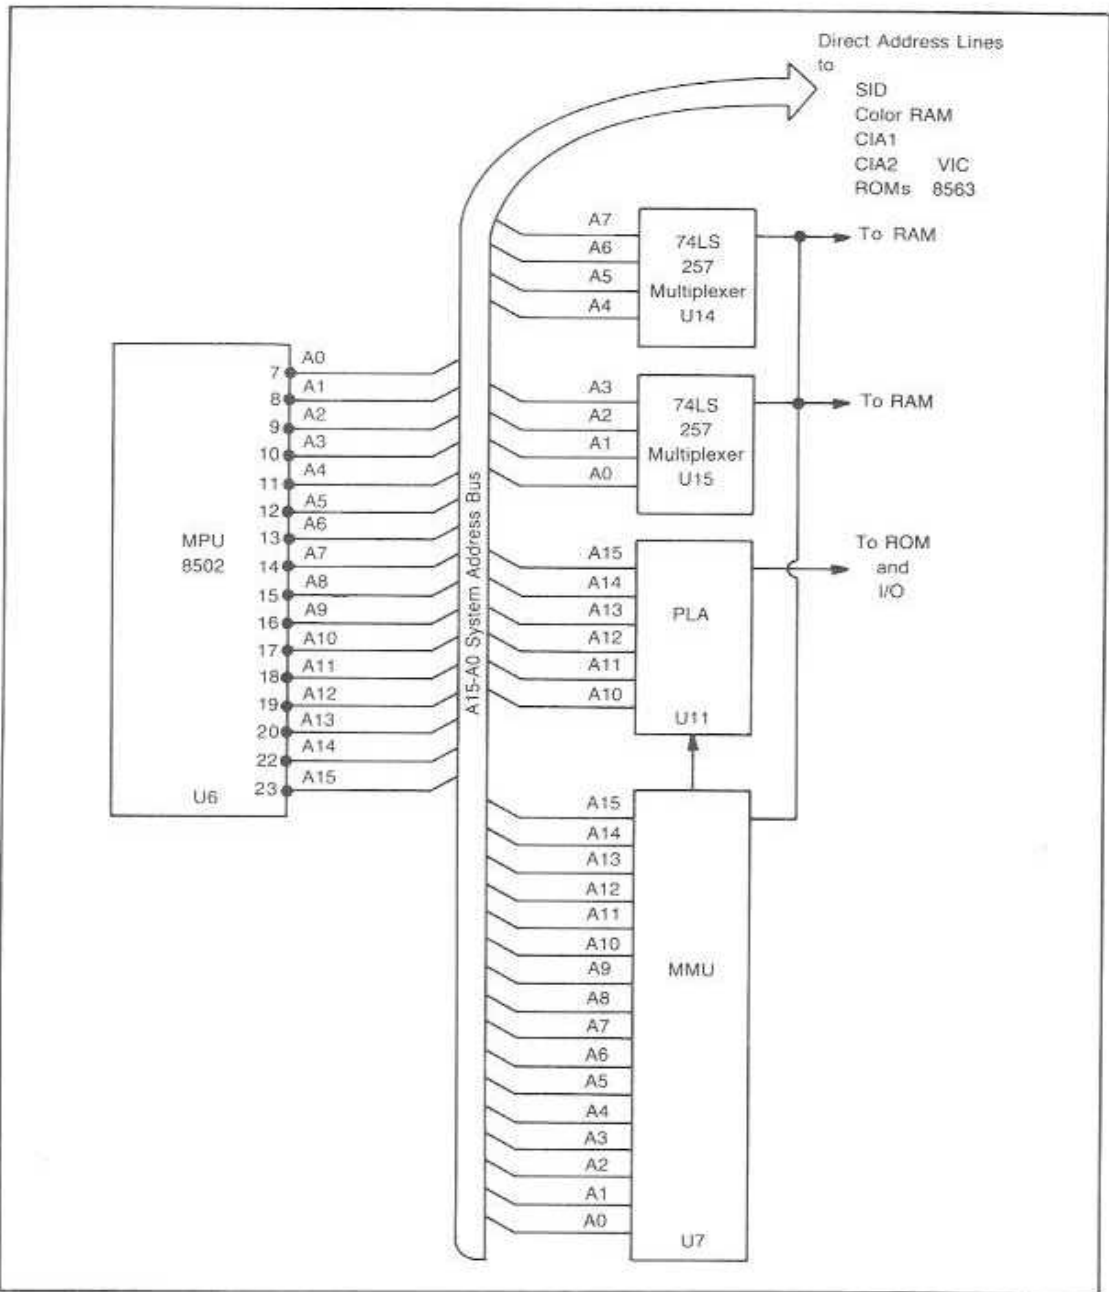 Direct Address Lines
to
SID
Color RAM
CIA1
CIA2 VIC
ROMs 8563
A7
A6
A5
A4
74LS
257
Multiplexer
U14
To RAM
A3
A2
A1
A0
74LS
257
Multiplexer
U15
To RAM
MPU
8502
U6
7 A0
8 A1
9 A2
10 A3
11 A4
12 A5
13 A6
14 A7
15 A8
16 A9
17 A10
18 A11
19 A12
20 A13
22 A14
23 A15
A15-A0 System Address Bus
A15
A14
A13
A12
A11
A10
PLA
U11
To ROM
and
I/O
A15
A14
A13
A12
A11
A10
A9
A8
A7
A6
A5
A4
A3
A2
A1
A0
MMU
U7